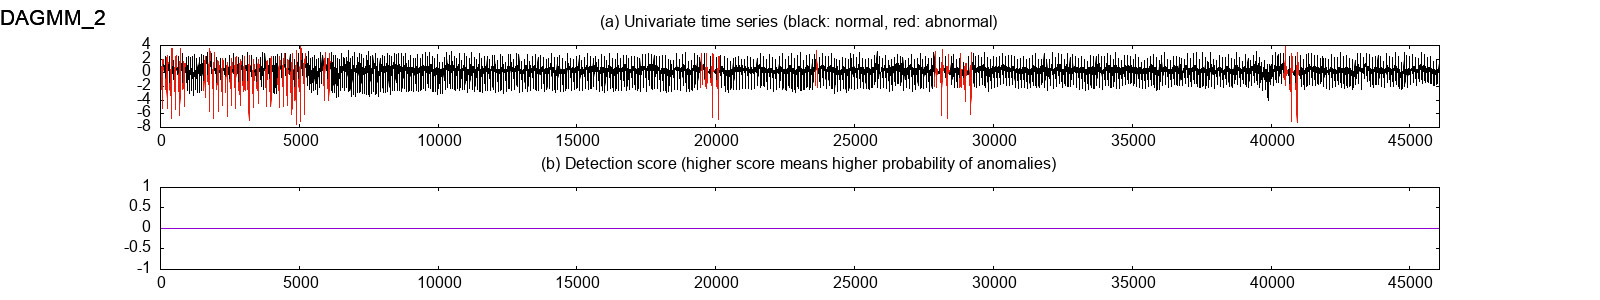 DAGMM_2
(a) Univariate time series (black: normal, red: abnormal)
4
2
0
-2
-4
-6
-8
0 5000 10000 15000 20000 25000 30000 35000 40000 45000
(b) Detection score (higher score means higher probability of anomalies)
1
0.5
0
-0.5
-1
0 5000 10000 15000 20000 25000 30000 35000 40000 45000